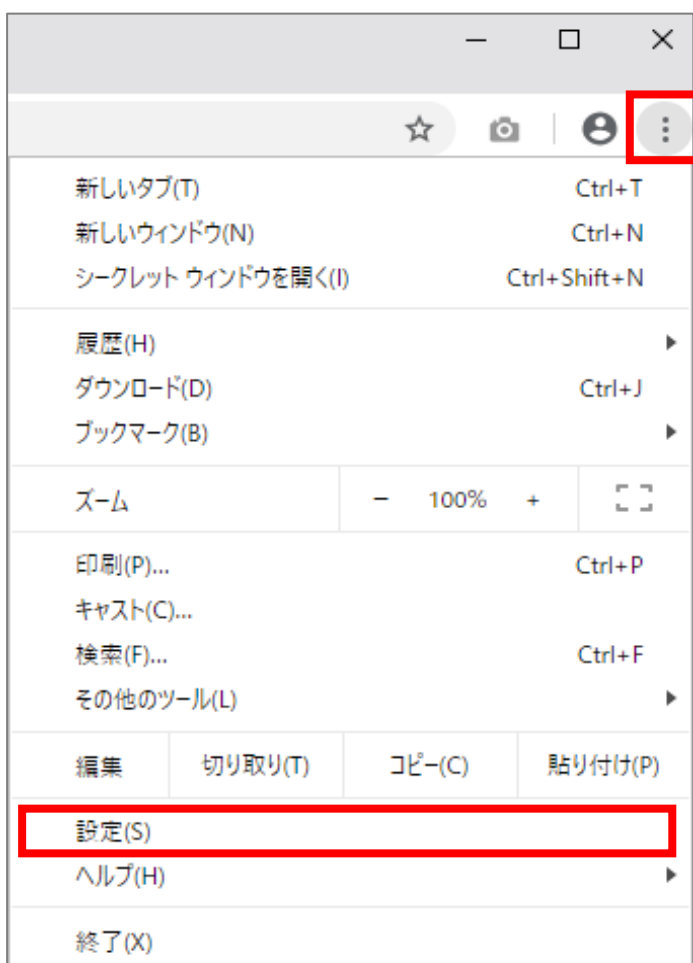 新しいタブ(T) Ctrl+T
新しいウィンドウ(N) Ctrl+N
シークレット ウィンドウを開く(I) Ctrl+Shift+N
履歴(H)
ダウンロード(D) Ctrl+J
ブックマーク(B)
ズーム − 100% +
印刷(P)... Ctrl+P
キャスト(C)...
検索(F)... Ctrl+F
その他のツール(L)
編集 切り取り(T) コピー(C) 貼り付け(P)
設定(S)
ヘルプ(H)
終了(X)